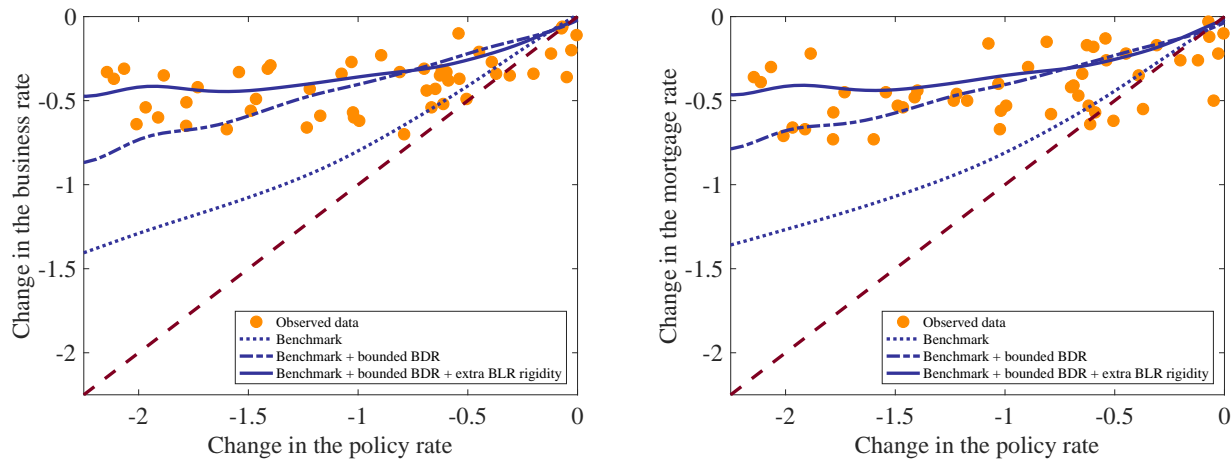 0
-0.5
-1
-1.5
-2
Change in the business rate
-2
-1.5
-1
-0.5
0
Change in the policy rate
Observed data
Benchmark
Benchmark + bounded BDR
Benchmark + bounded BDR + extra BLR rigidity
0
-0.5
-1
-1.5
-2
Change in the mortgage rate
-2
-1.5
-1
-0.5
0
Change in the policy rate
Observed data
Benchmark
Benchmark + bounded BDR
Benchmark + bounded BDR + extra BLR rigidity